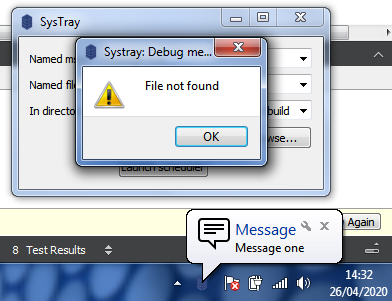 SysTray
Systray: Debug me...
Named
Named
File not found
In directo
build
OK
wse...
Launch scheduler
Again
Message
Message one
8 Test Results
14:32
26/04/2020